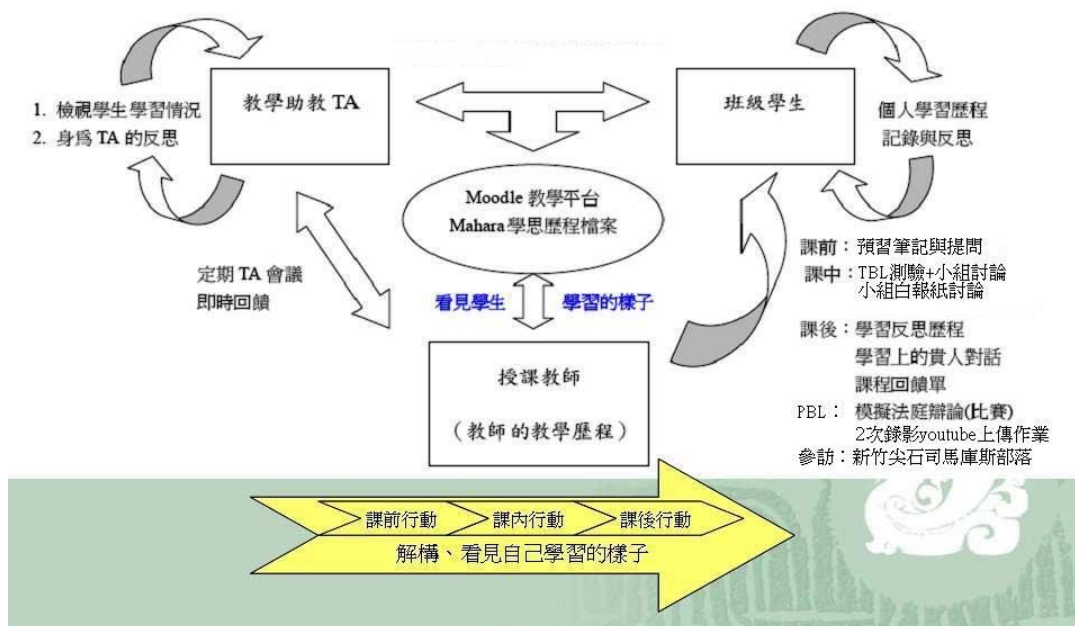 教學助教 TA
班級學生
1. 檢視學生學習情況
2. 身為 TA 的反思
個人學習歷程
記錄與反思
Moodle 教學平台
Mahara 學思歷程檔案
定期 TA 會議
即時回饋
看見學生 學習的樣子
授課教師
（教師的教學歷程）
課前：預習筆記與提問
課中：TBL測驗+小組討論
小組白報紙討論
課後：學習反思歷程
學習上的貴人對話
課程回饋單
PBL：模擬法庭辯論(比賽)
2次錄影youtube上傳作業
參訪：新竹尖石司馬庫斯部落
課前行動 課內行動 課後行動
解構、看見自己學習的樣子